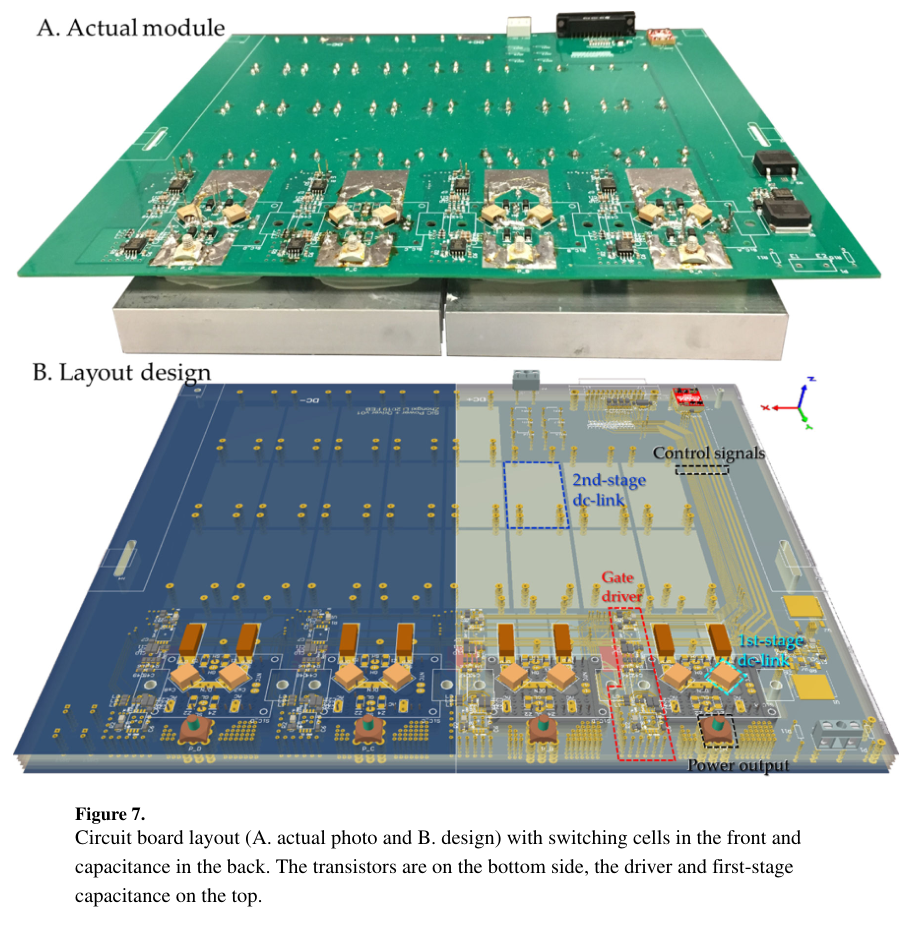 A. Actual module
B. Layout design
DC-
DC+
Control signals
2nd-stage
dc-link
Gate
driver
1st-stage
dc-link
Power output
Figure 7.
Circuit board layout (A. actual photo and B. design) with switching cells in the front and
capacitance in the back. The transistors are on the bottom side, the driver and first-stage
capacitance on the top.